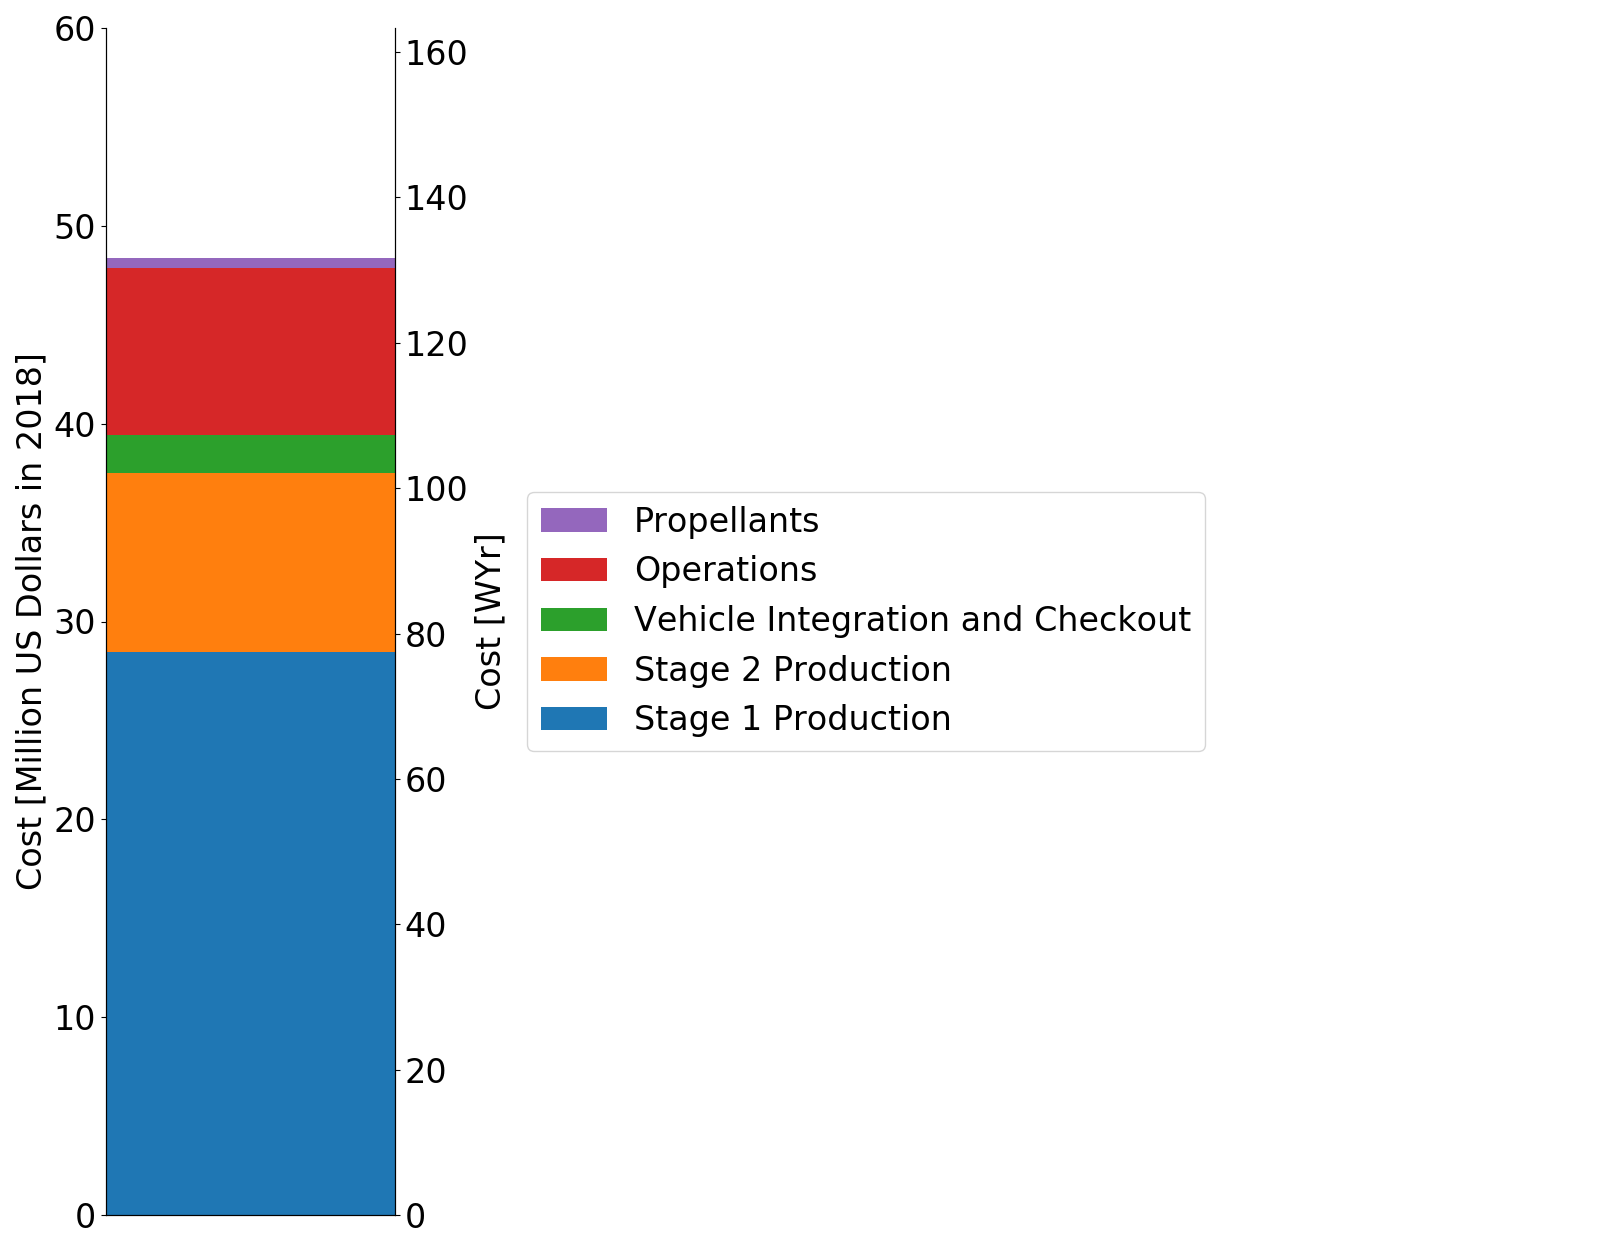 Cost [Million US Dollars in 2018]
60
50
40
30
20
10
0
160
140
120
100
80
60
40
20
0
Cost [WYr]
Propellants
Operations
Vehicle Integration and Checkout
Stage 2 Production
Stage 1 Production